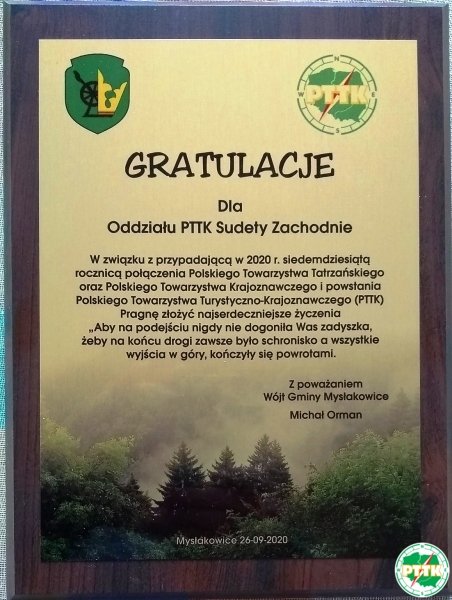 PTTK
GRATULACJE
Dla
Oddziału PTTK Sudety Zachodnie
W związku z przypadającą w 2020 r. siedemdziesiątą
rocznicą połączenia Polskiego Towarzystwa Tatrzańskiego
oraz Polskiego Towarzystwa Krajoznawczego i powstania
Polskiego Towarzystwa Turystyczno-Krajoznawczego (PTTK)
Pragnę złożyć najserdeczniejsze życzenia
„Aby na podejściu nigdy nie dogoniła Was zadyszka,
żeby na końcu drogi zawsze było schronisko a wszystkie
wyjścia w góry, kończyły się powrotami.
Z poważaniem
Wójt Gminy Mysłakowice
Michał Orman
Mysłakowice 26-09-2020
PTTK